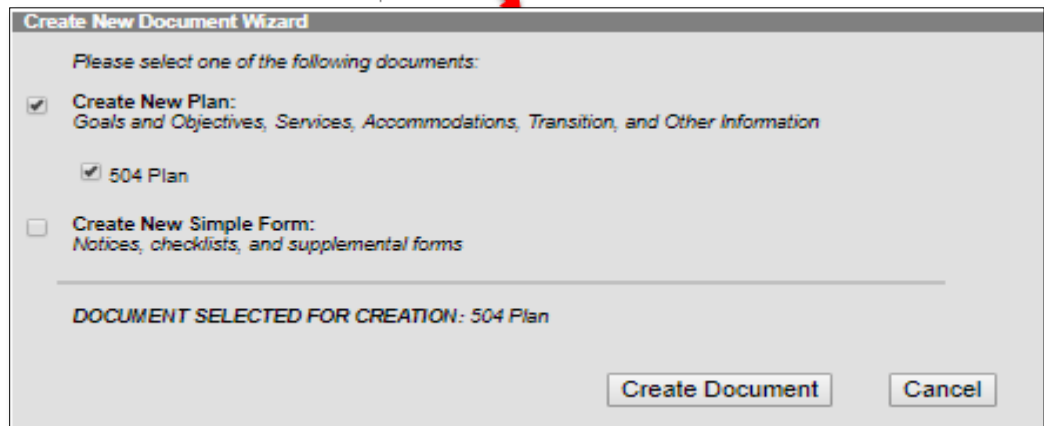 Create New Document Wizard
Please select one of the following documents:
Create New Plan:
Goals and Objectives, Services, Accommodations, Transition, and Other Information
504 Plan
Create New Simple Form:
Notices, checklists, and supplemental forms
DOCUMENT SELECTED FOR CREATION: 504 Plan
Create Document Cancel